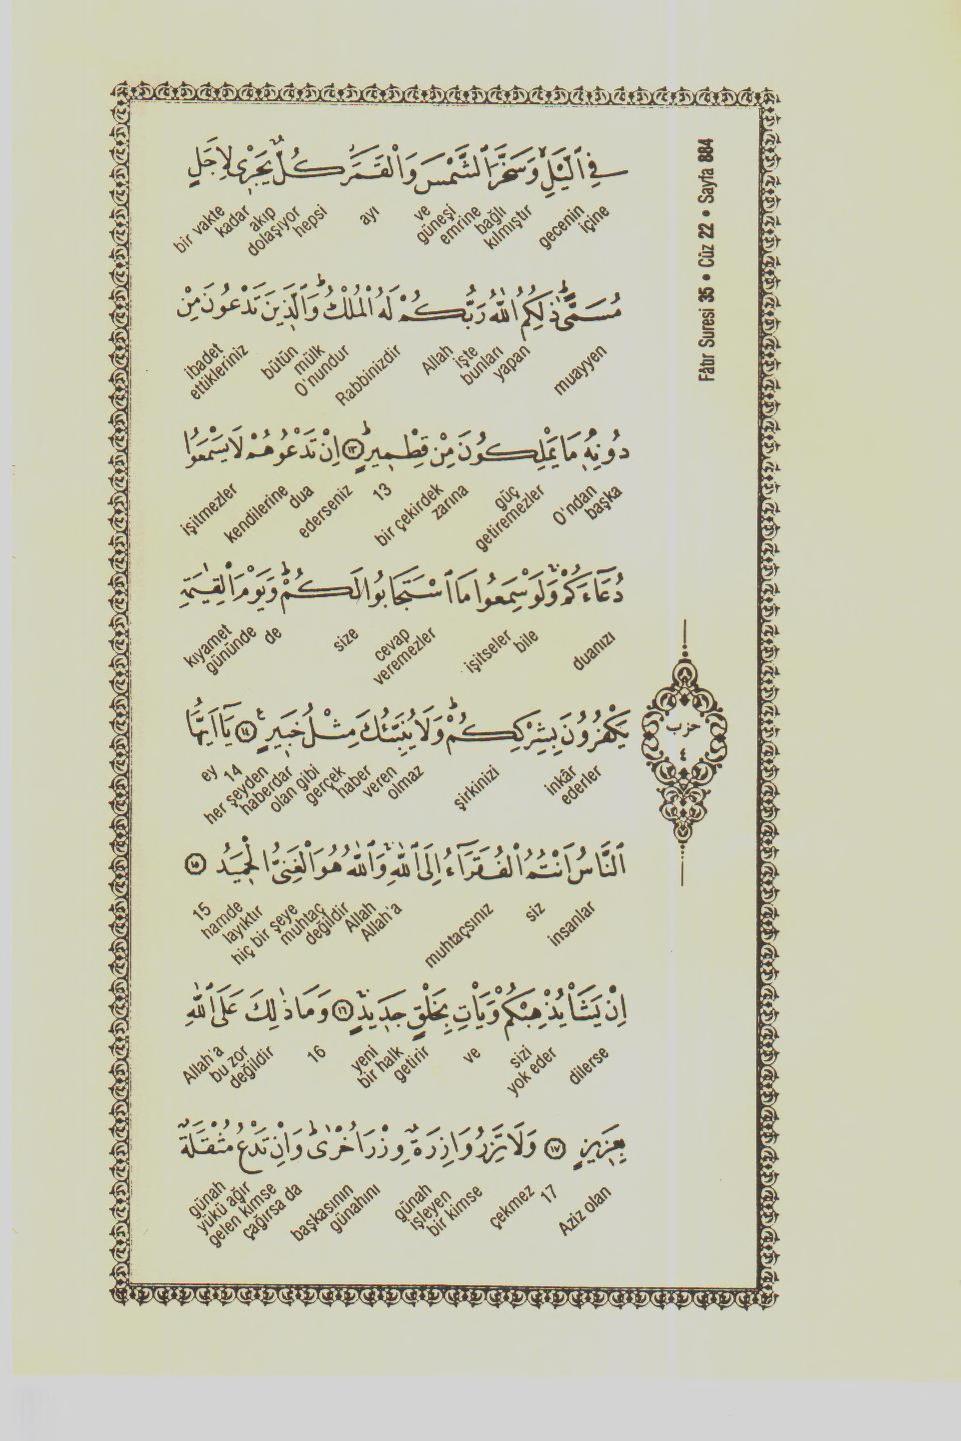 Fâtır Suresi 35 • Cüz 22 • Sayfa 884
فِي الَّيْلِ وَسَخَّرَ الشَّمْسَ وَالْقَمَرَ كُلٌّ يَجْرِي لِاَجَلٍ
içine gecenin kılmıştır bağlı emrine güneşi ve ayı hepsi dolaşıyor akıp kadar bir vakte
مُسَمًّى ذٰلِكُمُ اللّٰهُ رَبُّكُمْ لَهُ الْمُلْكُ وَالَّذِينَ تَدْعُونَ مِنْ
muayyen yapan bunları işte Allah Rabbinizdir O'nundur mülk bütün ettikleriniz ibadet
دُونِهِ مَا يَمْلِكُونَ مِنْ قِطْمِيرٍ ﴿١٣﴾ اِنْ تَدْعُوهُمْ لَا يَسْمَعُوا
başka O'ndan getiremezler güç zarına bir çekirdek 13 ederseniz dua kendilerine işitmezler
دُعَاءَكُمْ وَلَوْ سَمِعُوا مَا اسْتَجَابُوا لَكُمْ وَيَوْمَ الْقِيٰمَةِ
duanızı bile işitseler veremezler cevap size de gününde kıyamet
يَكْفُرُونَ بِشِرْكِكُمْ وَلَا يُنَبِّئُكَ مِثْلُ خَبِيرٍ ﴿١٤﴾ يَا اَيُّهَا
ederler inkâr şirkinizi olmaz veren haber gerçek olan gibi haberdar her şeyden 14 ey
حزب
٤
النَّاسُ اَنْتُمُ الْفُقَرَاءُ اِلَى اللّٰهِ وَاللّٰهُ هُوَ الْغَنِيُّ الْحَمِيدُ ﴿١٥﴾
insanlar siz muhtaçsınız Allah'a Allah değildir muhtaç hiç bir şeye layıktır hamde 15
اِنْ يَشَأْ يُذْهِبْكُمْ وَيَأْتِ بِخَلْقٍ جَدِيدٍ ﴿١٦﴾ وَمَا ذٰلِكَ عَلَى اللّٰهِ
dilerse yok eder sizi ve getirir bir halk yeni 16 değildir bu zor Allah'a
بِعَزِيزٍ ﴿١٧﴾ وَلَا تَزِرُ وَازِرَةٌ وِزْرَ اُخْرٰى وَاِنْ تَدْعُ مُثْقَلَةٌ
Aziz olan 17 çekmez bir kimse işleyen günah günahını başkasının çağırsa da gelen kimse yükü ağır günah